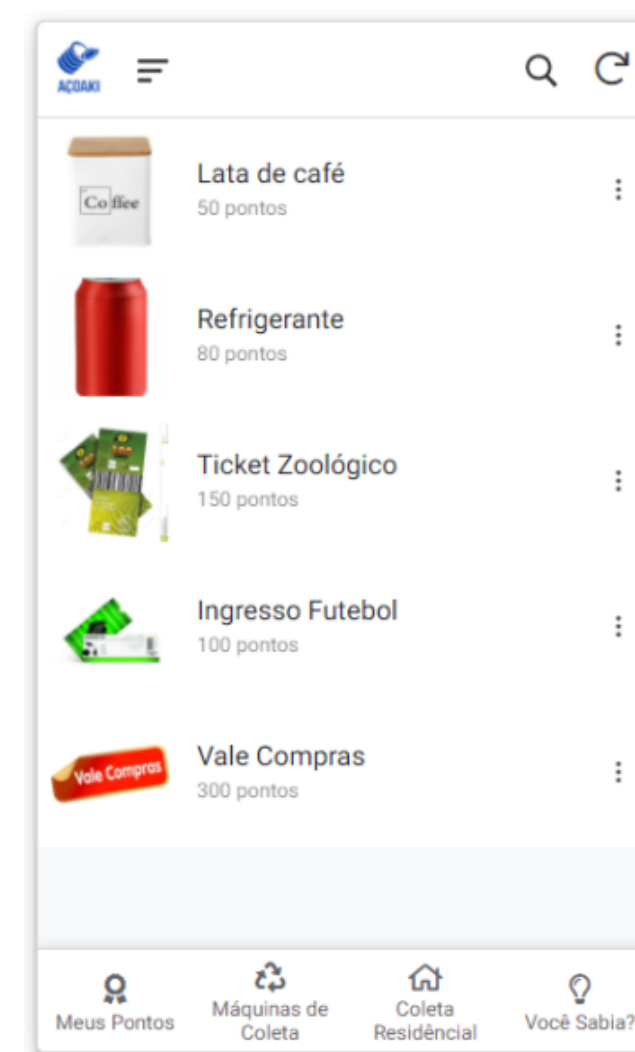 AÇOAKI
Coffee
Lata de café
50 pontos
Refrigerante
80 pontos
Ticket Zoológico
150 pontos
Ingresso Futebol
100 pontos
Vale Compras
Vale Compras
300 pontos
Meus Pontos
Máquinas de
Coleta
Coleta
Residêncial
Você Sabia?